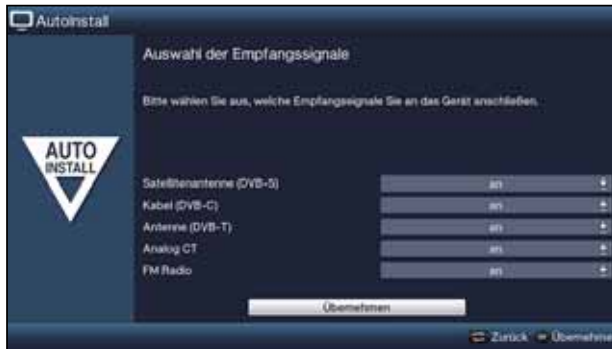 AutoInstall
Auswahl der Empfangssignale
Bitte wählen Sie aus, welche Empfangssignale Sie an das Gerät anschließen.
AUTO
INSTALL
Satellitenantenne (DVB-S) an
Kabel (DVB-C) an
Antenne (DVB-T) an
Analog CT an
FM Radio an
Übernehmen
Zurück Übernehme